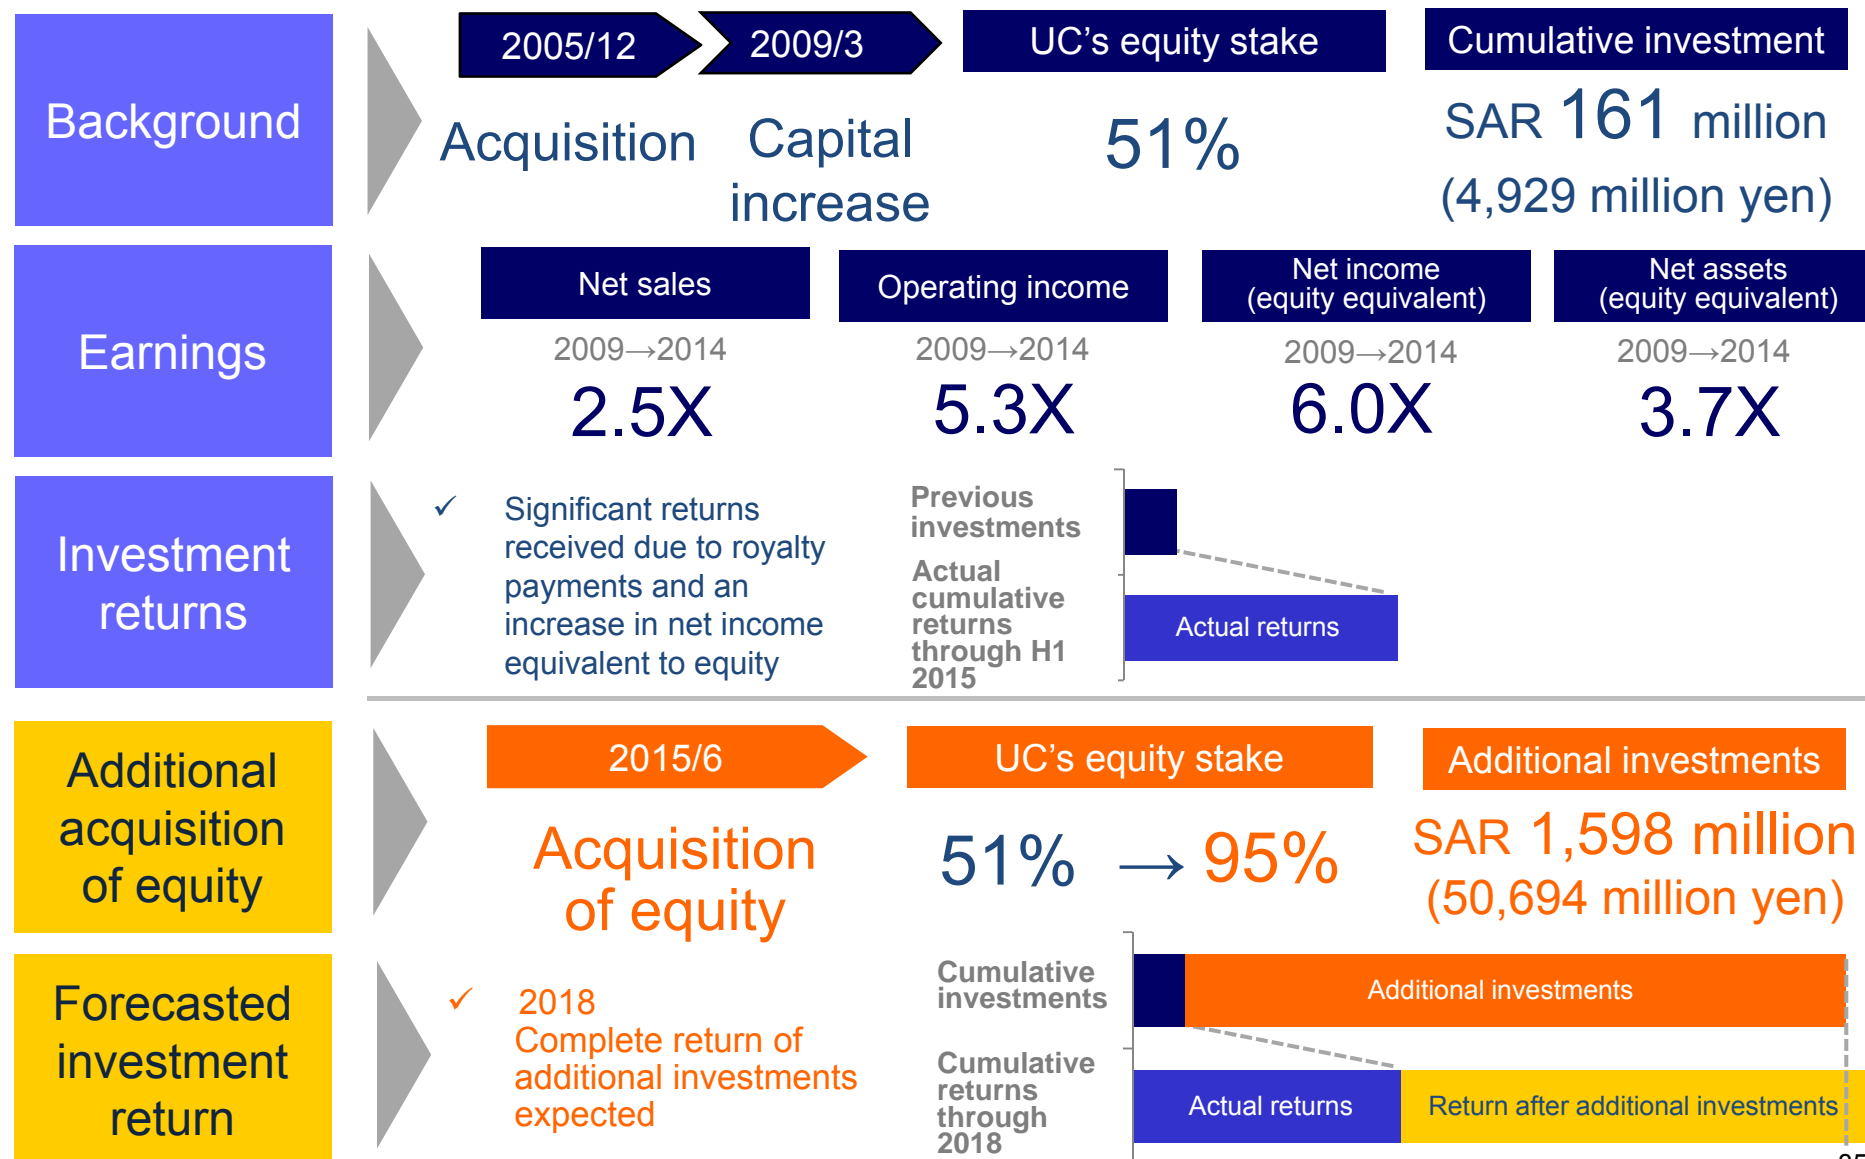 Background
2005/12
2009/3
UC's equity stake
Cumulative investment
Acquisition
Capital
increase
51%
SAR 161 million
(4,929 million yen)
Earnings
Net sales
2009→2014
2.5X
Operating income
2009→2014
5.3X
Net income
(equity equivalent)
2009→2014
6.0X
Net assets
(equity equivalent)
2009→2014
3.7X
Investment
returns
✓ Significant returns
received due to royalty
payments and an
increase in net income
equivalent to equity
Previous
investments
Actual
cumulative
returns
through H1
2015
Actual returns
Additional
acquisition
of equity
2015/6
Acquisition
of equity
UC's equity stake
51% → 95%
Additional investments
SAR 1,598 million
(50,694 million yen)
Forecasted
investment
return
✓ 2018
Complete return of
additional investments
expected
Cumulative
investments
Additional investments
Cumulative
returns
through
2018
Actual returns
Return after additional investments